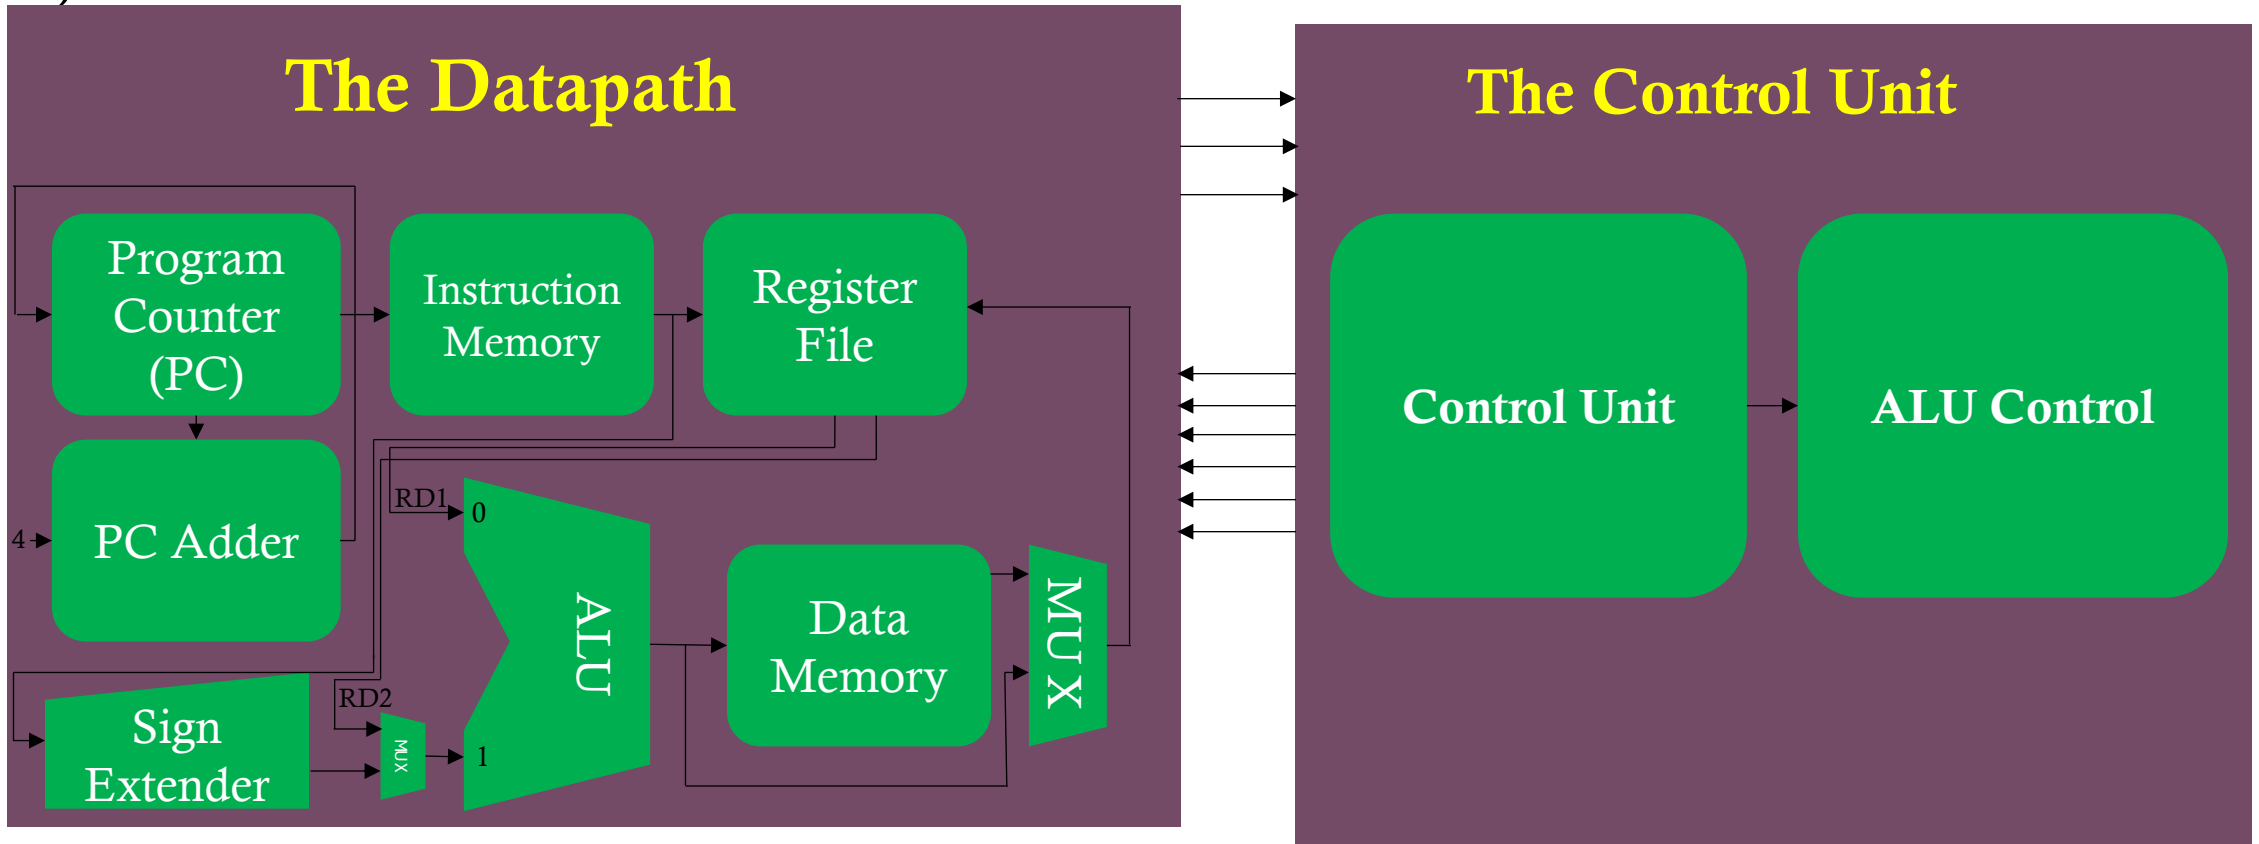 The Datapath
The Control Unit
Program
Counter
(PC)
Instruction
Memory
Register
File
Control Unit
ALU Control
RD1
0
4
PC Adder
ALU
Data
Memory
MUX
RD2
Sign
Extender
MUX
1